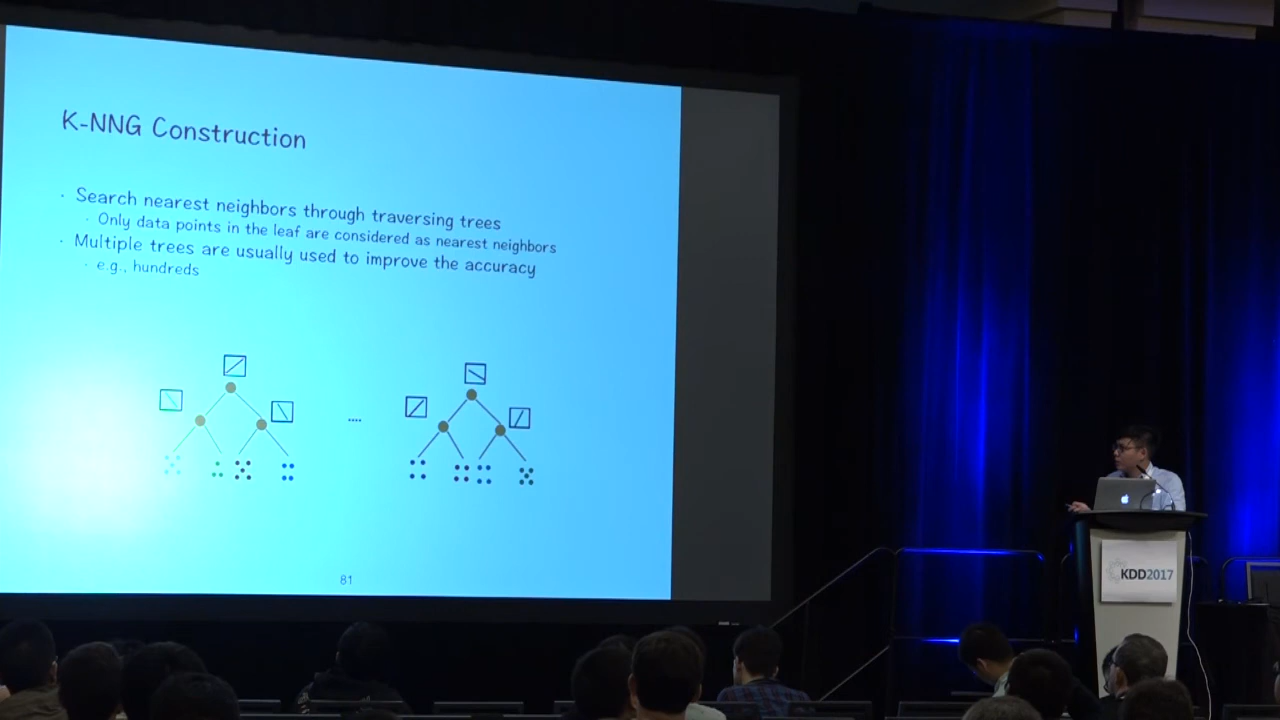 K-NNG Construction
· Search nearest neighbors through traversing trees
· Only data points in the leaf are considered as nearest neighbors
· Multiple trees are usually used to improve the accuracy
· e.g., hundreds
....
81
KDD2017